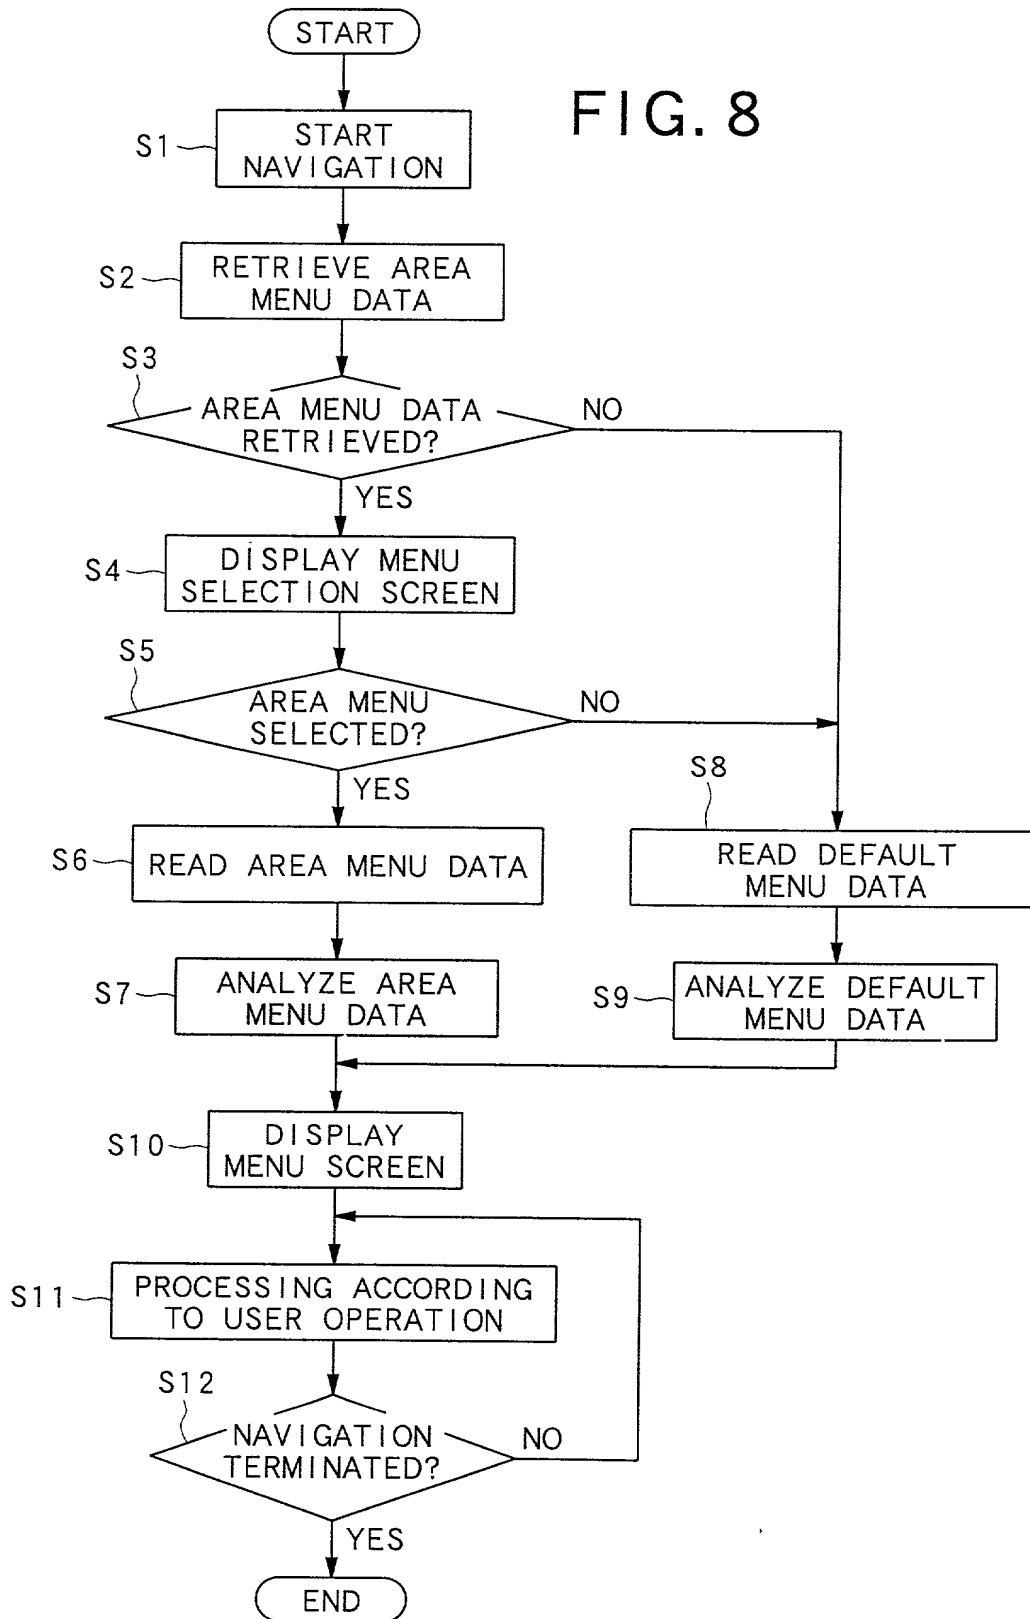 START
FIG. 8
S1
START
NAVIGATION
S2
RETRIEVE AREA
MENU DATA
S3
AREA MENU DATA
RETRIEVED?
NO
YES
S4
DISPLAY MENU
SELECTION SCREEN
S5
AREA MENU
SELECTED?
NO
YES
S6
READ AREA MENU DATA
S8
READ DEFAULT
MENU DATA
S7
ANALYZE AREA
MENU DATA
S9
ANALYZE DEFAULT
MENU DATA
S10
DISPLAY
MENU SCREEN
S11
PROCESSING ACCORDING
TO USER OPERATION
S12
NAVIGATION
TERMINATED?
NO
YES
END